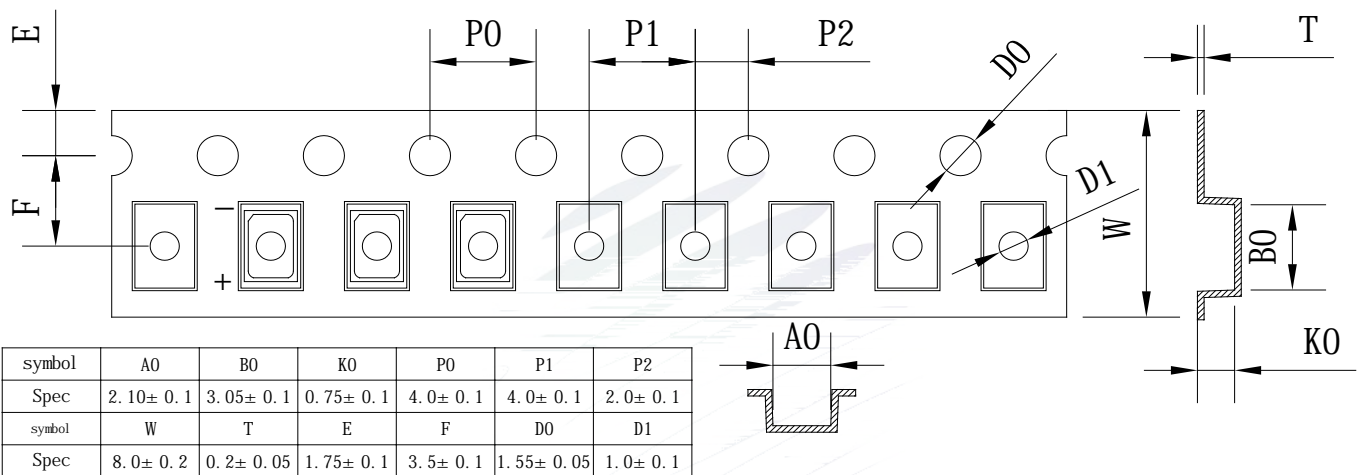 E
P0
P1
P2
T
D0
F
D1
W
B0
−
+
A0
K0
symbol A0 B0 K0 P0 P1 P2
Spec 2.10± 0.1 3.05± 0.1 0.75± 0.1 4.0± 0.1 4.0± 0.1 2.0± 0.1
symbol W T E F D0 D1
Spec 8.0± 0.2 0.2± 0.05 1.75± 0.1 3.5± 0.1 1.55± 0.05 1.0± 0.1